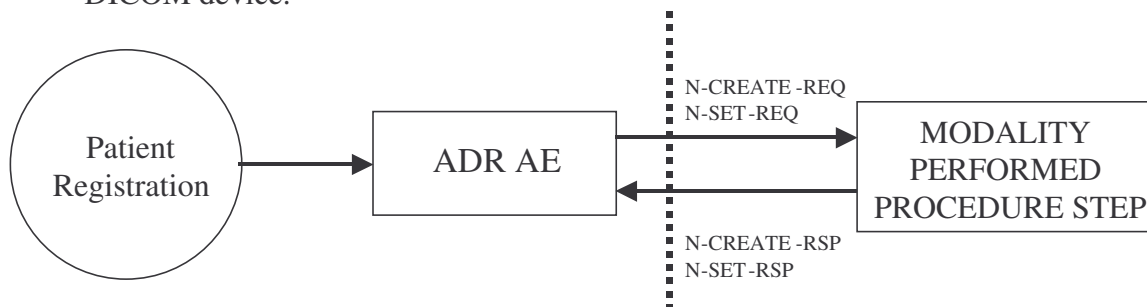 DICOM device.
N-CREATE-REQ
N-SET-REQ
Patient
Registration
ADR AE
MODALITY
PERFORMED
PROCEDURE STEP
N-CREATE-RSP
N-SET-RSP